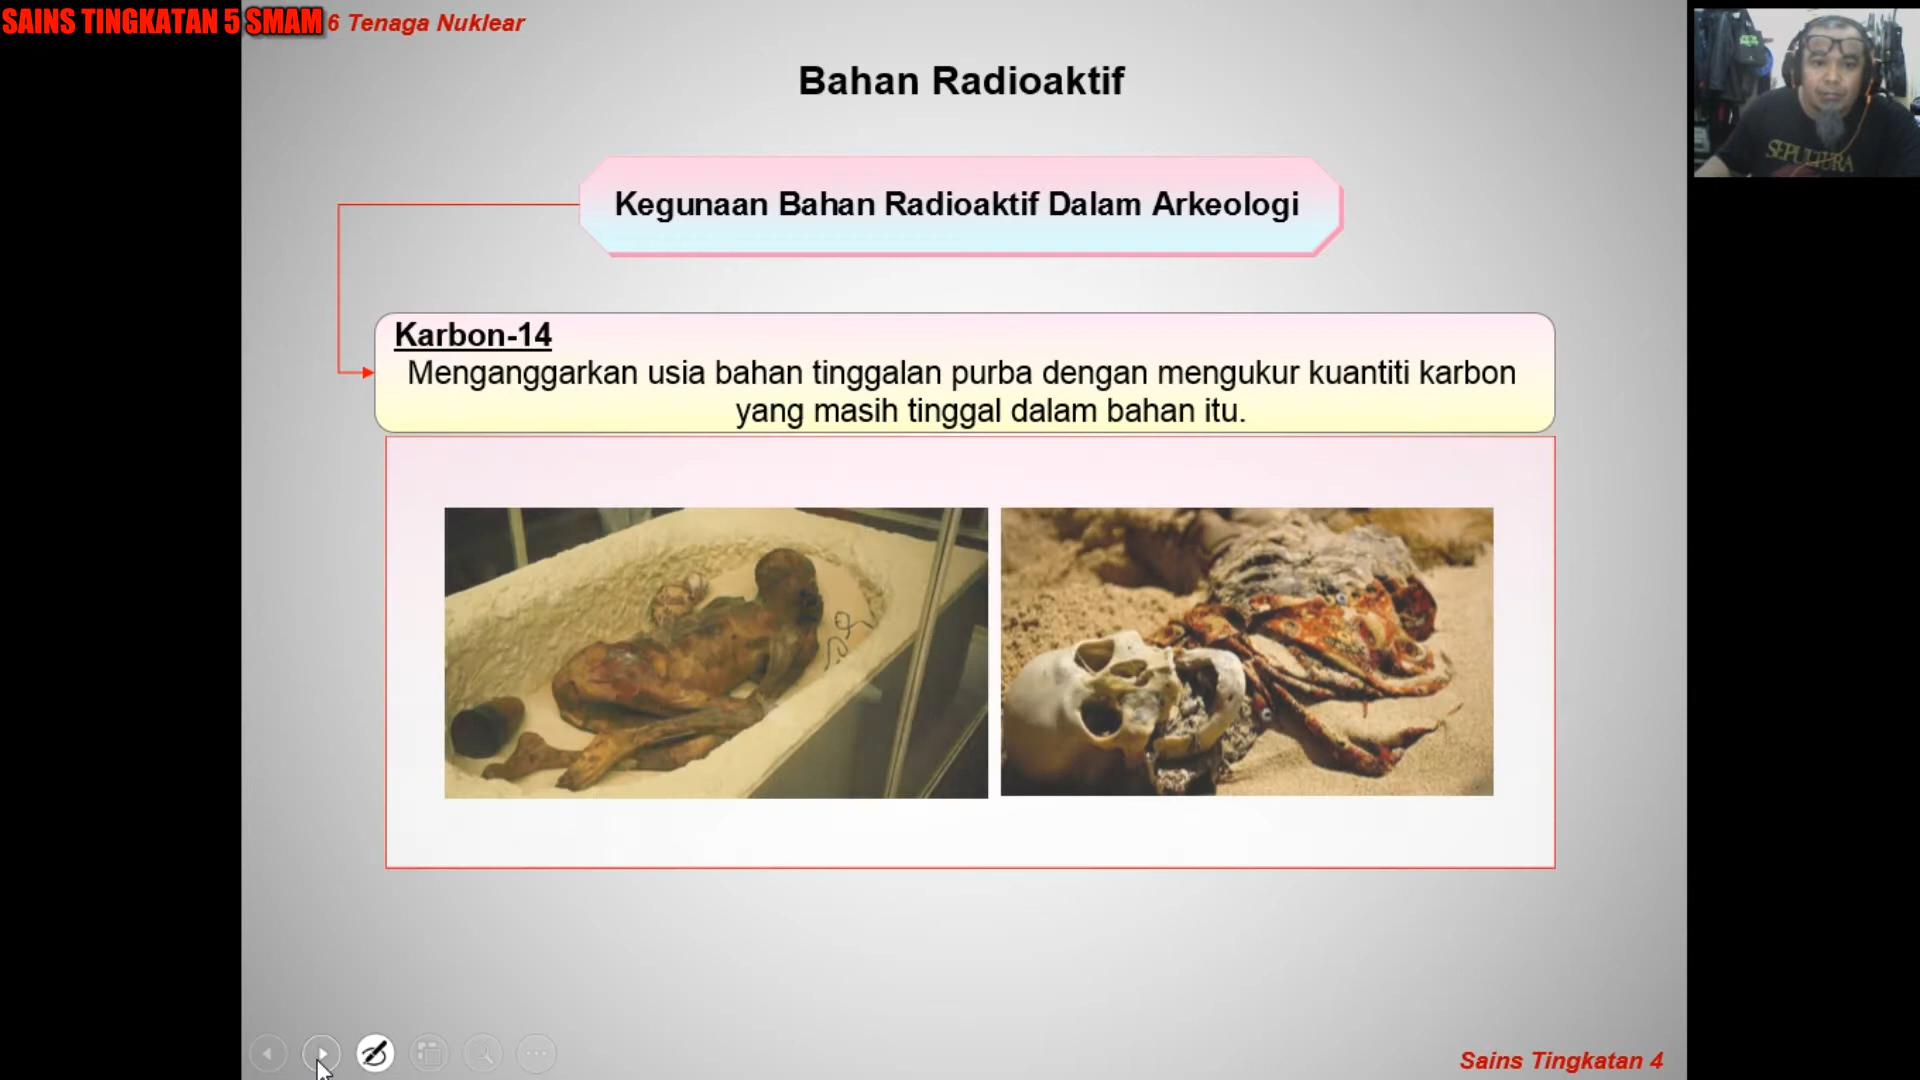 SAINS TINGKATAN 5 SMAM 6 Tenaga Nuklear
Bahan Radioaktif
Kegunaan Bahan Radioaktif Dalam Arkeologi
Karbon-14
Menganggarkan usia bahan tinggalan purba dengan mengukur kuantiti karbon
yang masih tinggal dalam bahan itu.
SEPULTURA
Sains Tingkatan 4